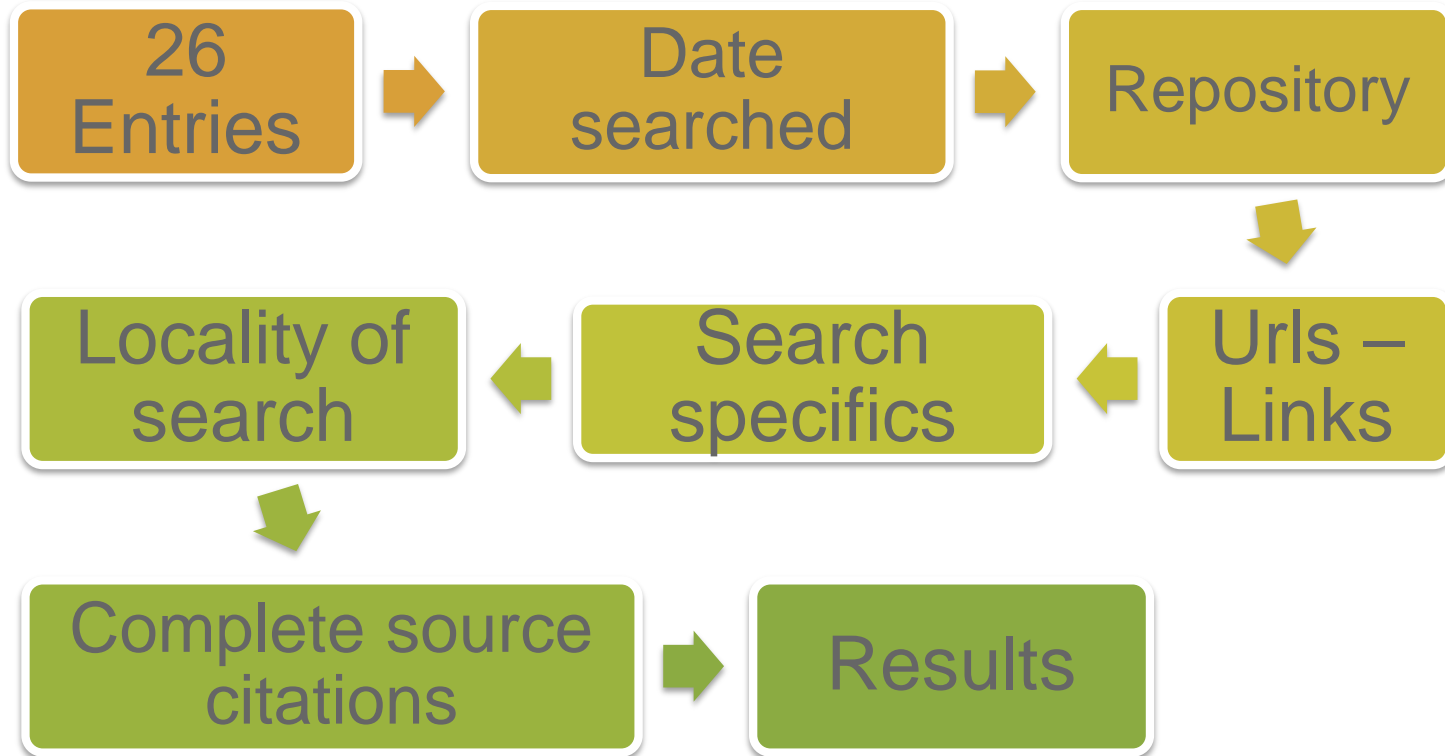 26
Entries
Date
searched
Repository
Urls –
Links
Search
specifics
Locality of
search
Complete source
citations
Results